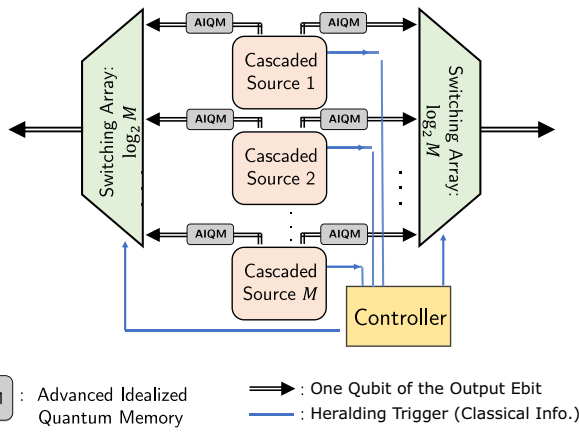 AIQM
AIQM
Cascaded
Source 1
Switching Array:
log₂ M
Switching Array:
log₂ M
AIQM
AIQM
Cascaded
Source 2
AIQM
AIQM
Cascaded
Source M
Controller
M : Advanced Idealized
Quantum Memory
: One Qubit of the Output Ebit
: Heralding Trigger (Classical Info.)